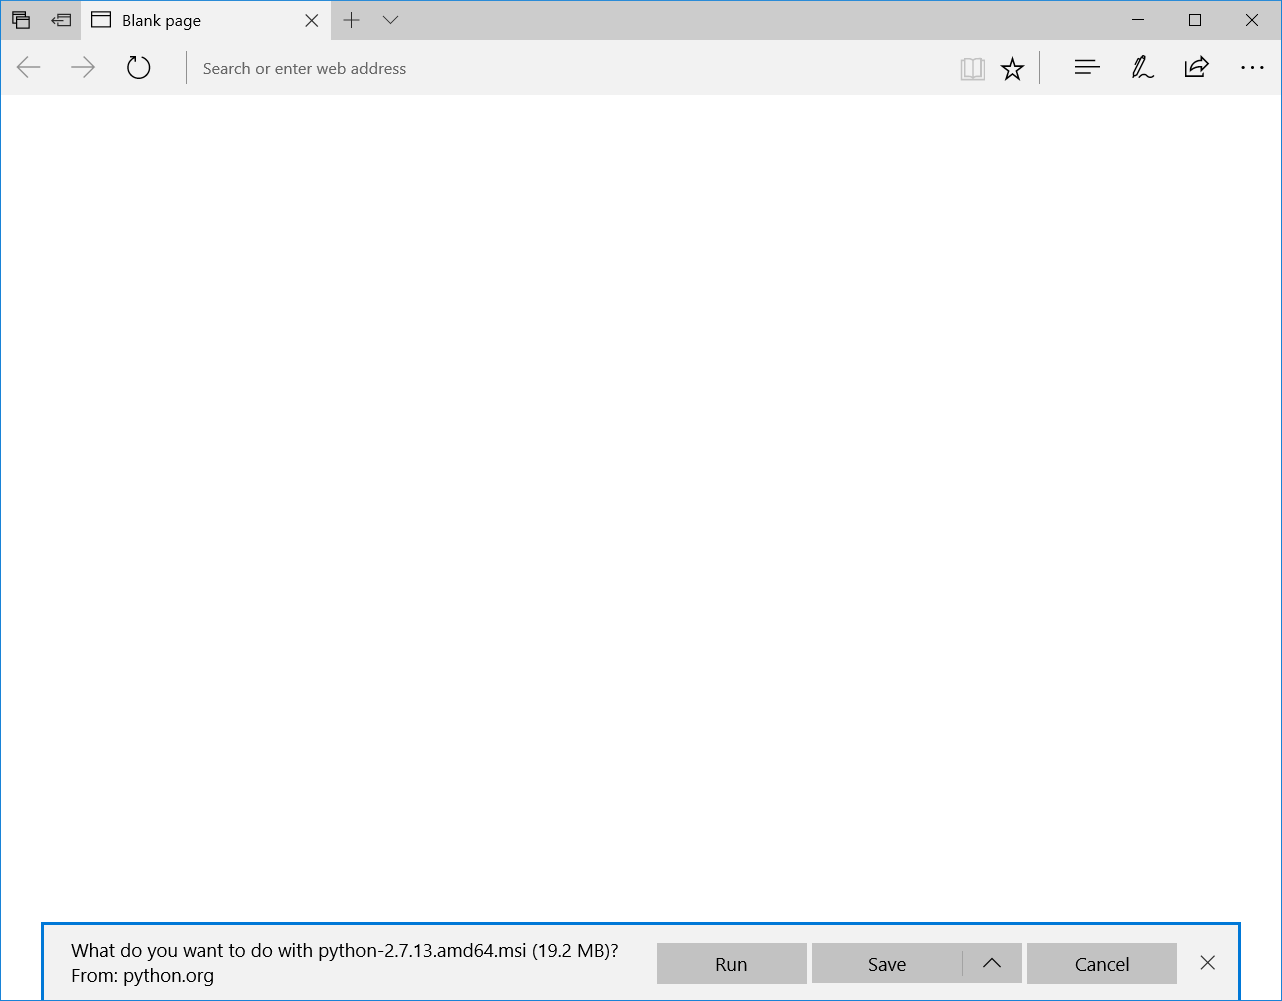 Blank page
Search or enter web address
What do you want to do with python-2.7.13.amd64.msi (19.2 MB)?
From: python.org
Run
Save
Cancel